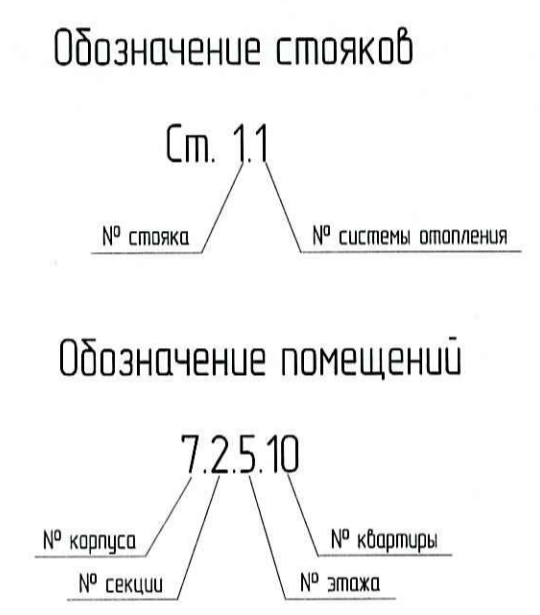 Обозначение стояков
Ст. 1.1
№ стояка № системы отопления
Обозначение помещений
7.2.5.10
№ корпуса № квартиры
№ секции № этажа